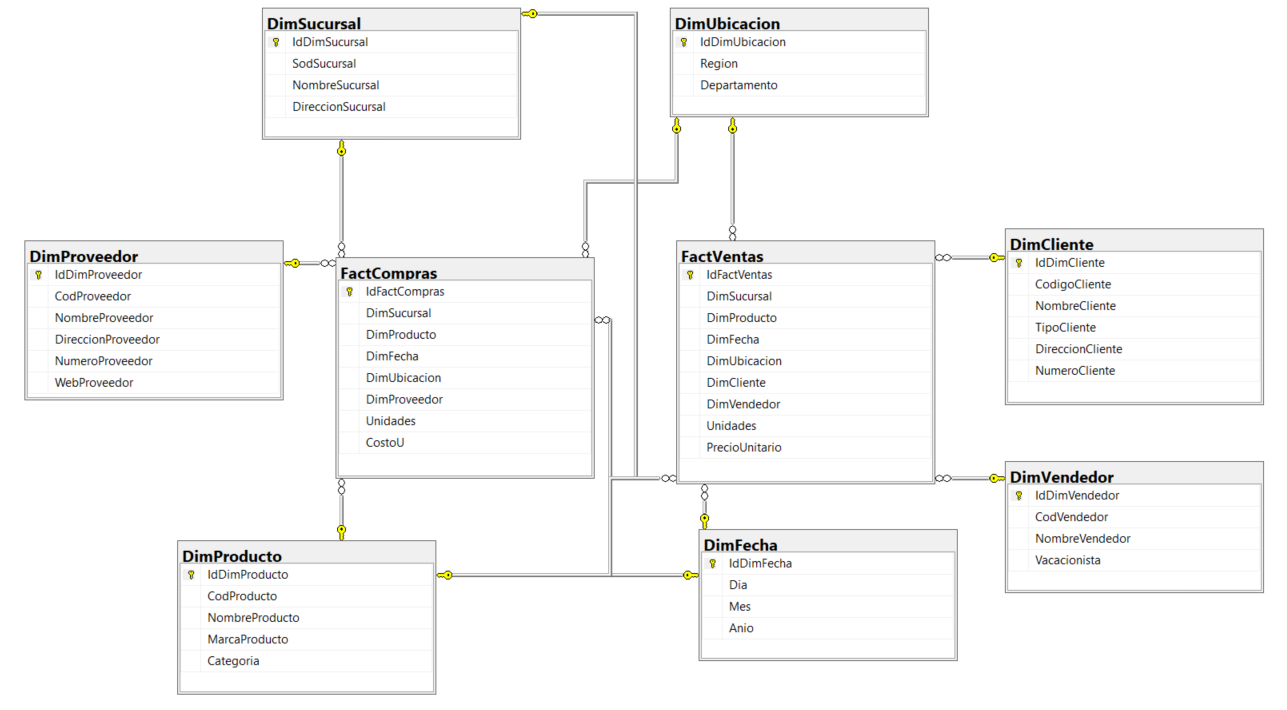 DimSucursal
IdDimSucursal
SodSucursal
NombreSucursal
DireccionSucursal
DimUbicacion
IdDimUbicacion
Region
Departamento
DimProveedor
IdDimProveedor
CodProveedor
NombreProveedor
DireccionProveedor
NumeroProveedor
WebProveedor
FactCompras
IdFactCompras
DimSucursal
DimProducto
DimFecha
DimUbicacion
DimProveedor
Unidades
CostoU
FactVentas
IdFactVentas
DimSucursal
DimProducto
DimFecha
DimUbicacion
DimCliente
DimVendedor
Unidades
PrecioUnitario
DimCliente
IdDimCliente
CodigoCliente
NombreCliente
TipoCliente
DireccionCliente
NumeroCliente
DimVendedor
IdDimVendedor
CodVendedor
NombreVendedor
Vacacionista
DimProducto
IdDimProducto
CodProducto
NombreProducto
MarcaProducto
Categoria
DimFecha
IdDimFecha
Dia
Mes
Anio